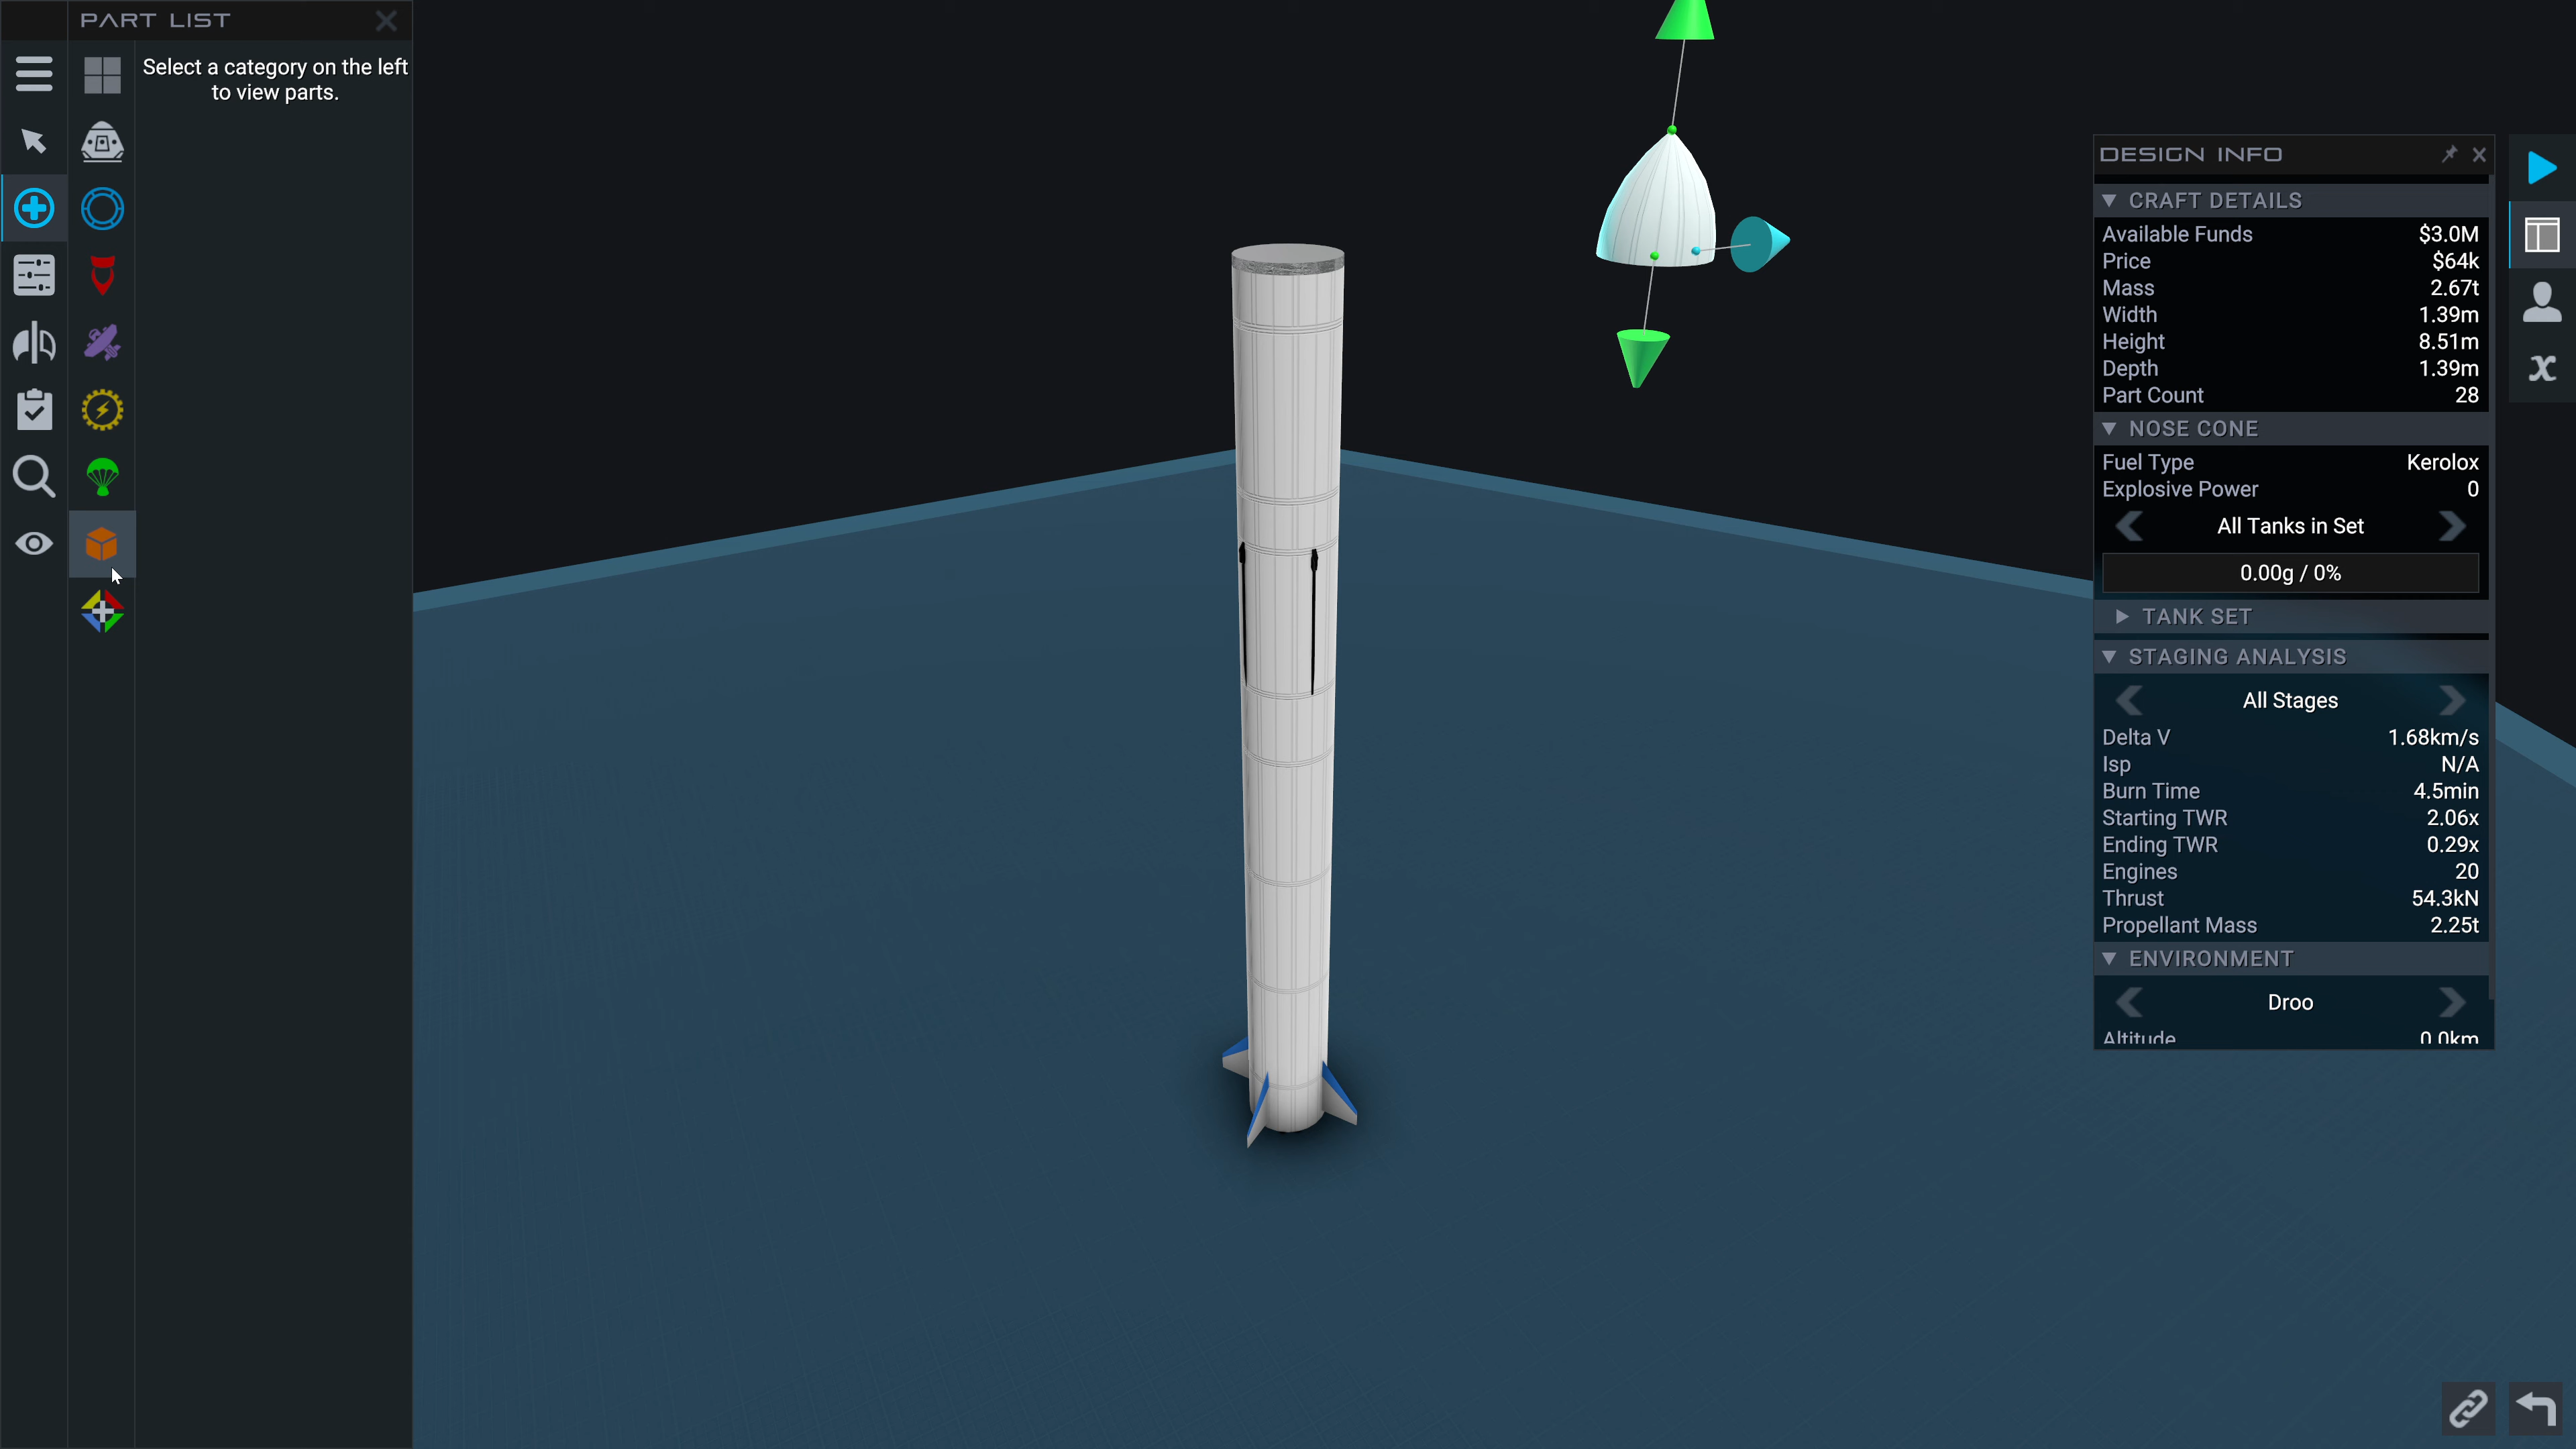 PART LIST
Select a category on the left
to view parts.
DESIGN INFO
CRAFT DETAILS
Available Funds $3.0M
Price $64k
Mass 2.67t
Width 1.39m
Height 8.51m
Depth 1.39m
Part Count 28
NOSE CONE
Fuel Type Kerolox
Explosive Power 0
All Tanks in Set
0.00g / 0%
TANK SET
STAGING ANALYSIS
All Stages
Delta V 1.68km/s
Isp N/A
Burn Time 4.5min
Starting TWR 2.06x
Ending TWR 0.29x
Engines 20
Thrust 54.3kN
Propellant Mass 2.25t
ENVIRONMENT
Droo
Altitude 0.0km